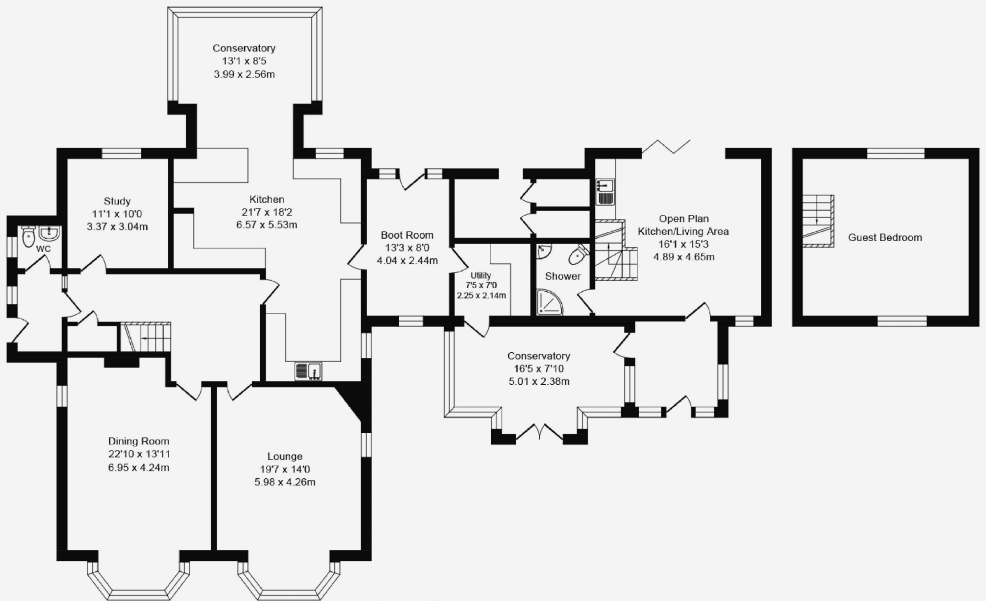 Conservatory
13'1 x 8'5
3.99 x 2.56m
Study
11'1 x 10'0
3.37 x 3.04m
Kitchen
21'7 x 18'2
6.57 x 5.53m
WC
Boot Room
13'3 x 8'0
4.04 x 2.44m
Utility
7'5 x 7'0
2.25 x 2.14m
Shower
Open Plan
Kitchen/Living Area
16'1 x 15'3
4.89 x 4.65m
Guest Bedroom
Conservatory
16'5 x 7'10
5.01 x 2.38m
Dining Room
22'10 x 13'11
6.95 x 4.24m
Lounge
19'7 x 14'0
5.98 x 4.26m